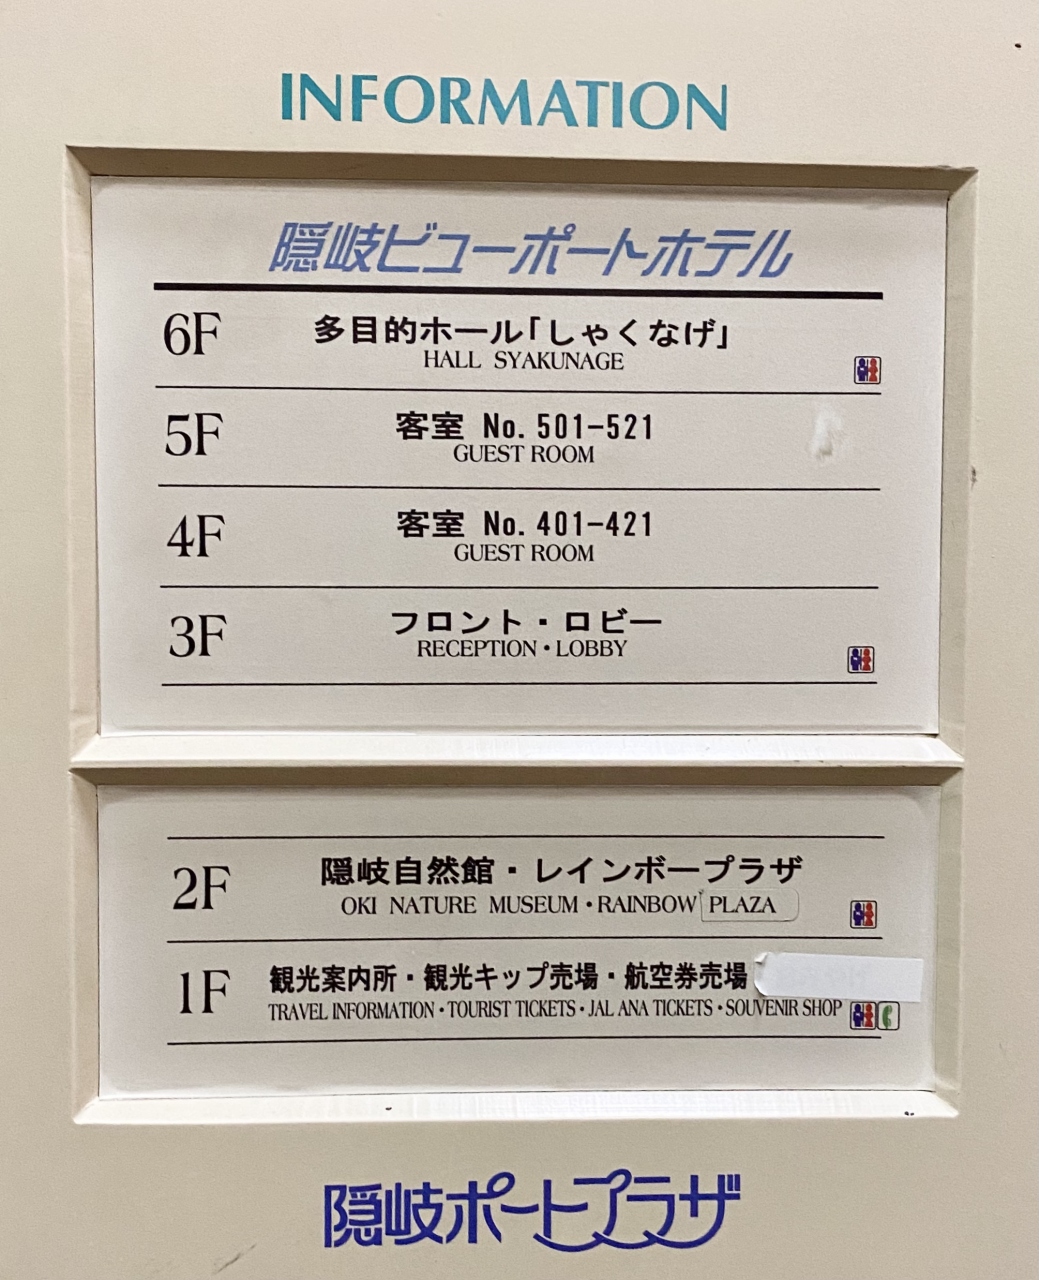 INFORMATION
隠岐ビューポートホテル
6F 多目的ホール「しゃくなげ」
HALL SYAKUNAGE
5F 客室 No. 501-521
GUEST ROOM
4F 客室 No. 401-421
GUEST ROOM
3F フロント・ロビー
RECEPTION・LOBBY
2F 隠岐自然館・レインボープラザ
OKI NATURE MUSEUM・RAINBOW PLAZA
1F 観光案内所・観光キップ売場・航空券売場
TRAVEL INFORMATION・TOURIST TICKETS・JAL ANA TICKETS・SOUVENIR SHOP
隠岐ポートプラザ